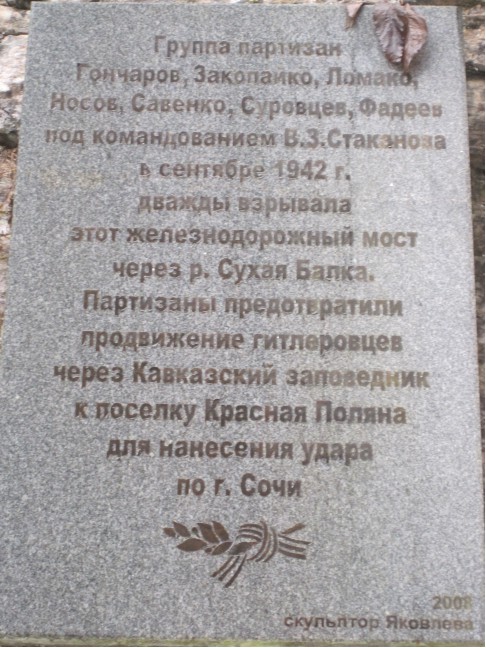 Группа партизан
Гончаров, Закопайко, Ломако,
Носов, Савенко, Суровцев, Фадеев
под командованием В.З.Стаканова
в сентябре 1942 г.
дважды взрывала
этот железнодорожный мост
через р. Сухая Балка.
Партизаны предотвратили
продвижение гитлеровцев
через Кавказский заповедник
к поселку Красная Поляна
для нанесения удара
по г. Сочи
2008
скульптор Яковлева